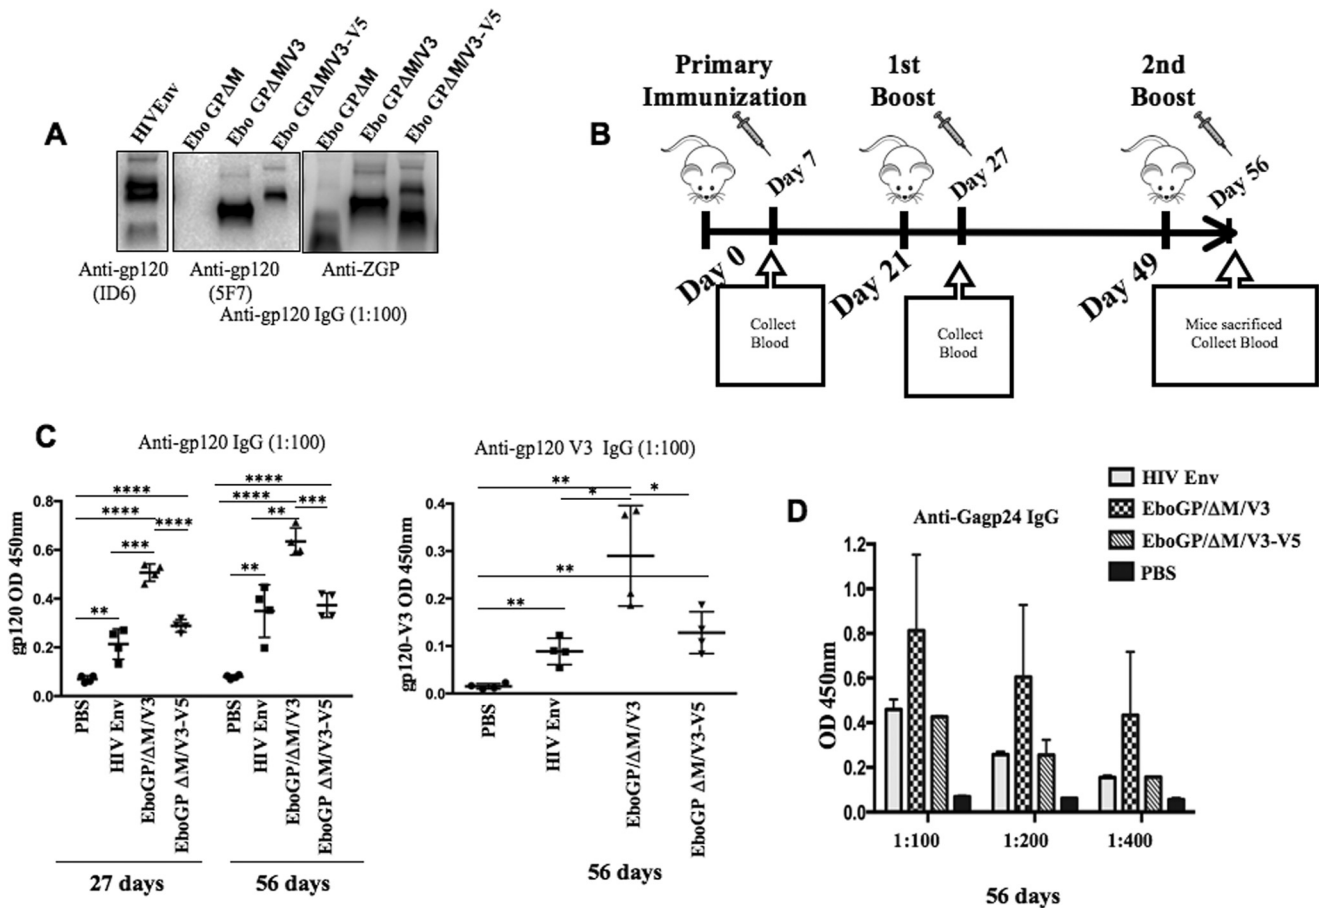 A
HIVEnv
Ebo GPΔM
Ebo GPΔM/V3
Ebo GPΔM/V3-V5
Ebo GPΔM
Ebo GPΔM/V3
Ebo GPΔM/V3-V5
Anti-gp120
(ID6)
Anti-gp120
(5F7)
Anti-ZGP
Anti-gp120 IgG (1:100)
B
Primary
Immunization
1st
Boost
2nd
Boost
Day 7
Day 27
Day 56
Day 0
Day 21
Day 49
Collect
Blood
Collect
Blood
Mice sacrificed
Collect Blood
C
Anti-gp120 IgG (1:100)
gp120 OD 450nm
0.8
0.6
0.4
0.2
0.0
****
****
****
***
**
****
****
***
**
**
PBS
HIV Env
EboGP/ΔM/V3
EboGP ΔM/V3-V5
PBS
HIV Env
EboGP/ΔM/V3
EboGP ΔM/V3-V5
27 days
56 days
Anti-gp120 V3 IgG (1:100)
gp120-V3 OD 450nm
0.4
0.3
0.2
0.1
0.0
**
*
*
**
**
PBS
HIV Env
EboGP/ΔM/V3
EboGP ΔM/V3-V5
56 days
D
Anti-Gagp24 IgG
HIV Env
EboGP/ΔM/V3
EboGP/ΔM/V3-V5
PBS
OD 450nm
1.2
1.0
0.8
0.6
0.4
0.2
0.0
1:100
1:200
1:400
56 days